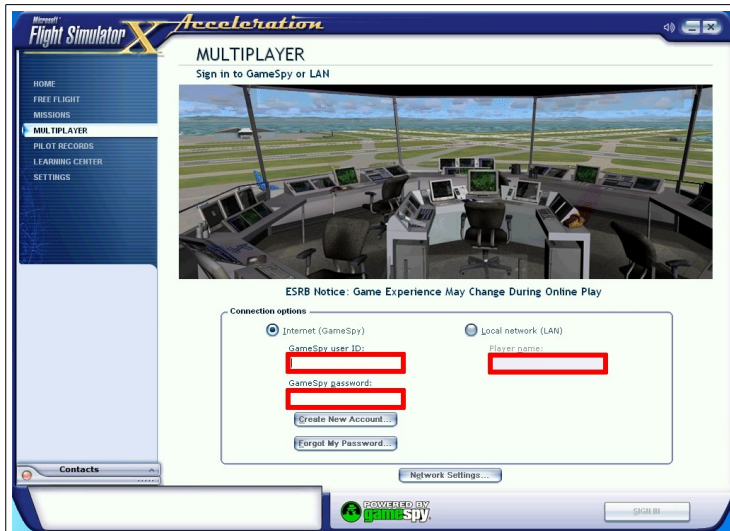 Microsoft
Flight Simulator X
Acceleration
MULTIPLAYER
Sign in to GameSpy or LAN
HOME
FREE FLIGHT
MISSIONS
MULTIPLAYER
PILOT RECORDS
LEARNING CENTER
SETTINGS
ESRB Notice: Game Experience May Change During Online Play
Connection options
Internet (GameSpy)
Local network (LAN)
GameSpy user ID:
Player name:
GameSpy password:
Create New Account...
Forgot My Password...
Contacts
Network Settings...
POWERED BY
gamespy.
SIGN IN